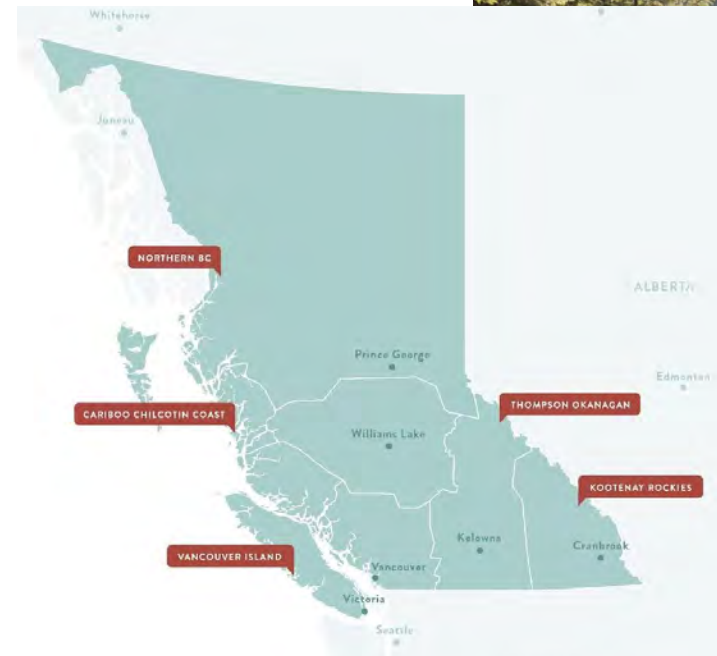 Whitehorse
Juneau
NORTHERN BC
ALBERTA
Prince George
Edmonton
THOMPSON OKANAGAN
CARIBOO CHILCOTIN COAST
Williams Lake
KOOTENAY ROCKIES
Kelowna
Cranbrook
VANCOUVER ISLAND
Vancouver
Victoria
Seattle